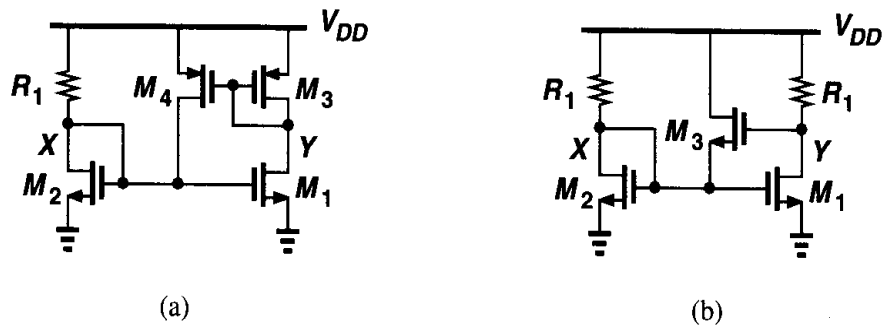 V_DD
R_1
M_4
M_3
X
Y
M_2
M_1
(a)
V_DD
R_1
R_1
M_3
X
Y
M_2
M_1
(b)